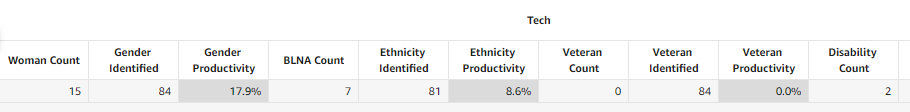 Tech
Woman Count Gender Identified Gender Productivity BLNA Count Ethnicity Identified Ethnicity Productivity Veteran Count Veteran Identified Veteran Productivity Disability Count
15 84 17.9% 7 81 8.6% 0 84 0.0% 2